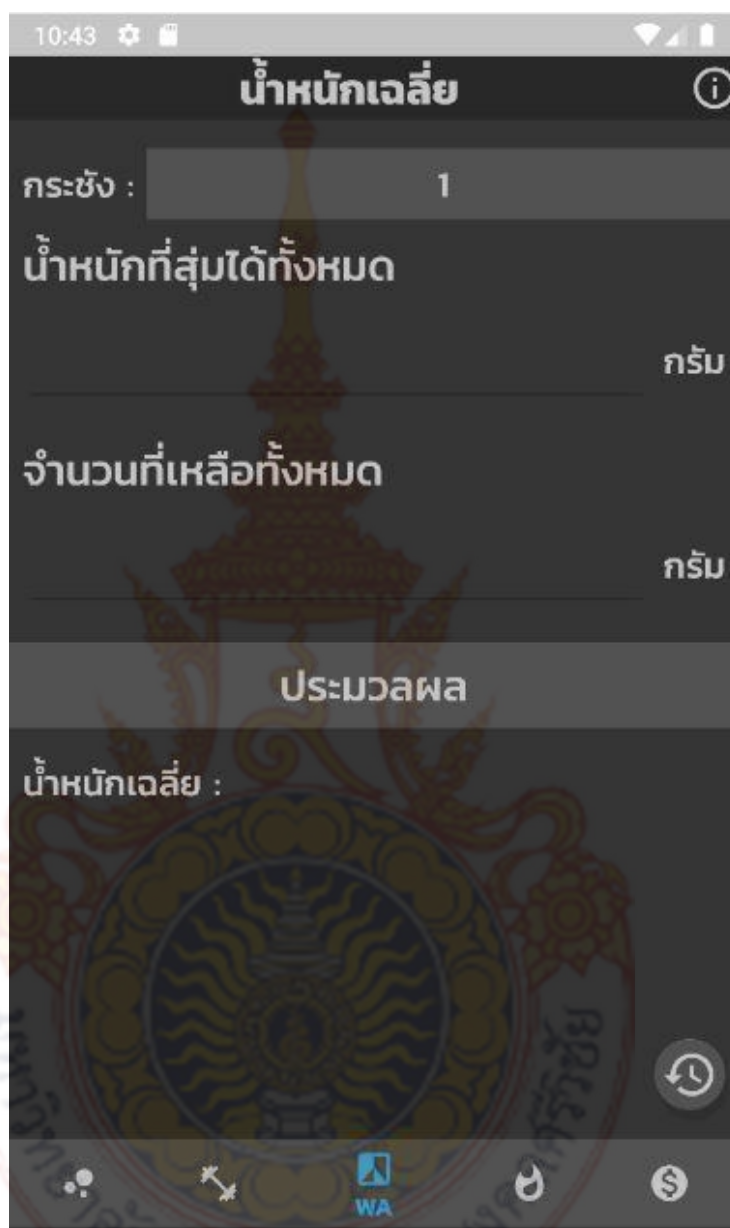 10:43
น้ำหนักเฉลี่ย
กระชัง : 1
น้ำหนักที่สุ่มได้ทั้งหมด
กรัม
จำนวนที่เหลือทั้งหมด
กรัม
ประมวลผล
น้ำหนักเฉลี่ย :
WA